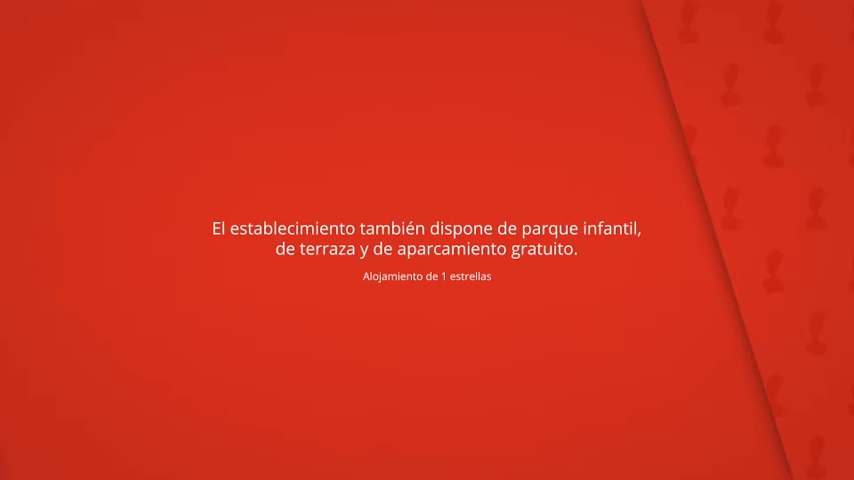 El establecimiento también dispone de parque infantil,
de terraza y de aparcamiento gratuito.
Alojamiento de 1 estrellas